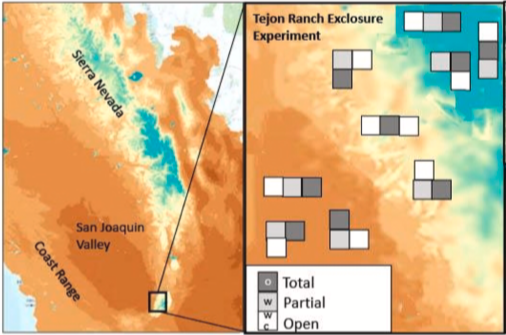 Tejon Ranch Exclosure
Experiment
Sierra Nevada
San Joaquin
Valley
Coast Range
O Total
W Partial
W
C Open